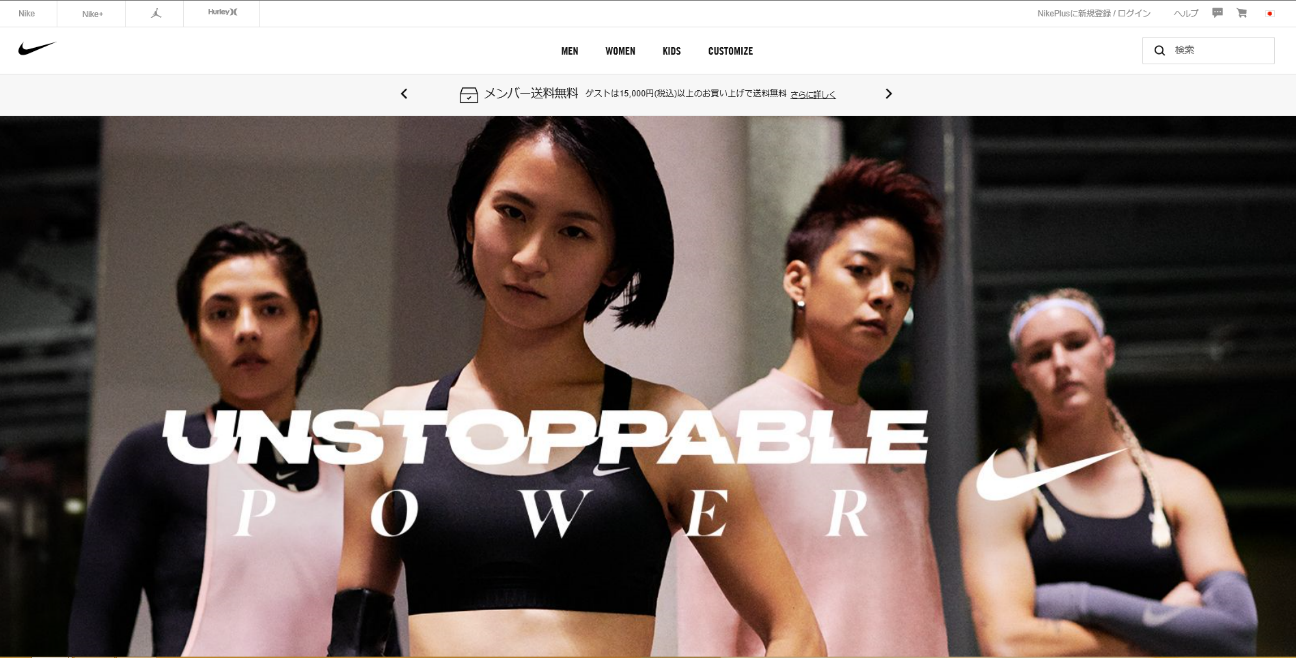 Nike
Nike+
Hurley
NikePlusに新規登録 / ログイン
ヘルプ
MEN
WOMEN
KIDS
CUSTOMIZE
検索
メンバー送料無料 ゲストは15,000円(税込)以上のお買い上げで送料無料 さらに詳しく
UNSTOPPABLE
POWER